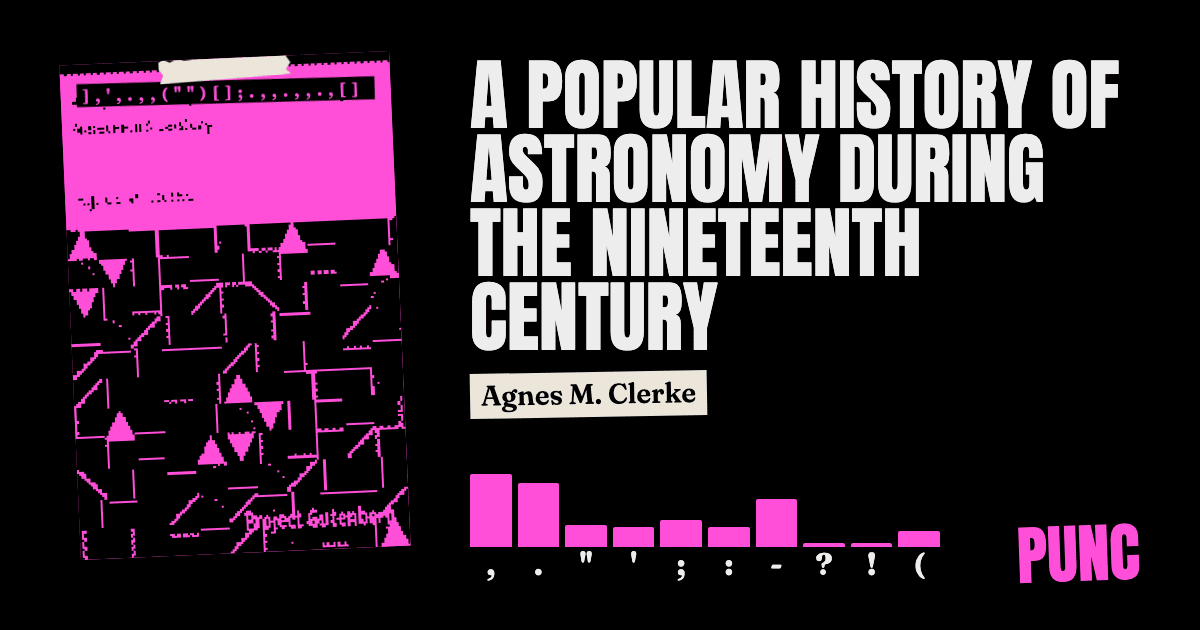 ],',.,,("")[];.,,.,,.,[]
Project Gutenberg
A POPULAR HISTORY OF
ASTRONOMY DURING
THE NINETEENTH
CENTURY
Agnes M. Clerke
, . " ' ; : - ? ! (
PUNC